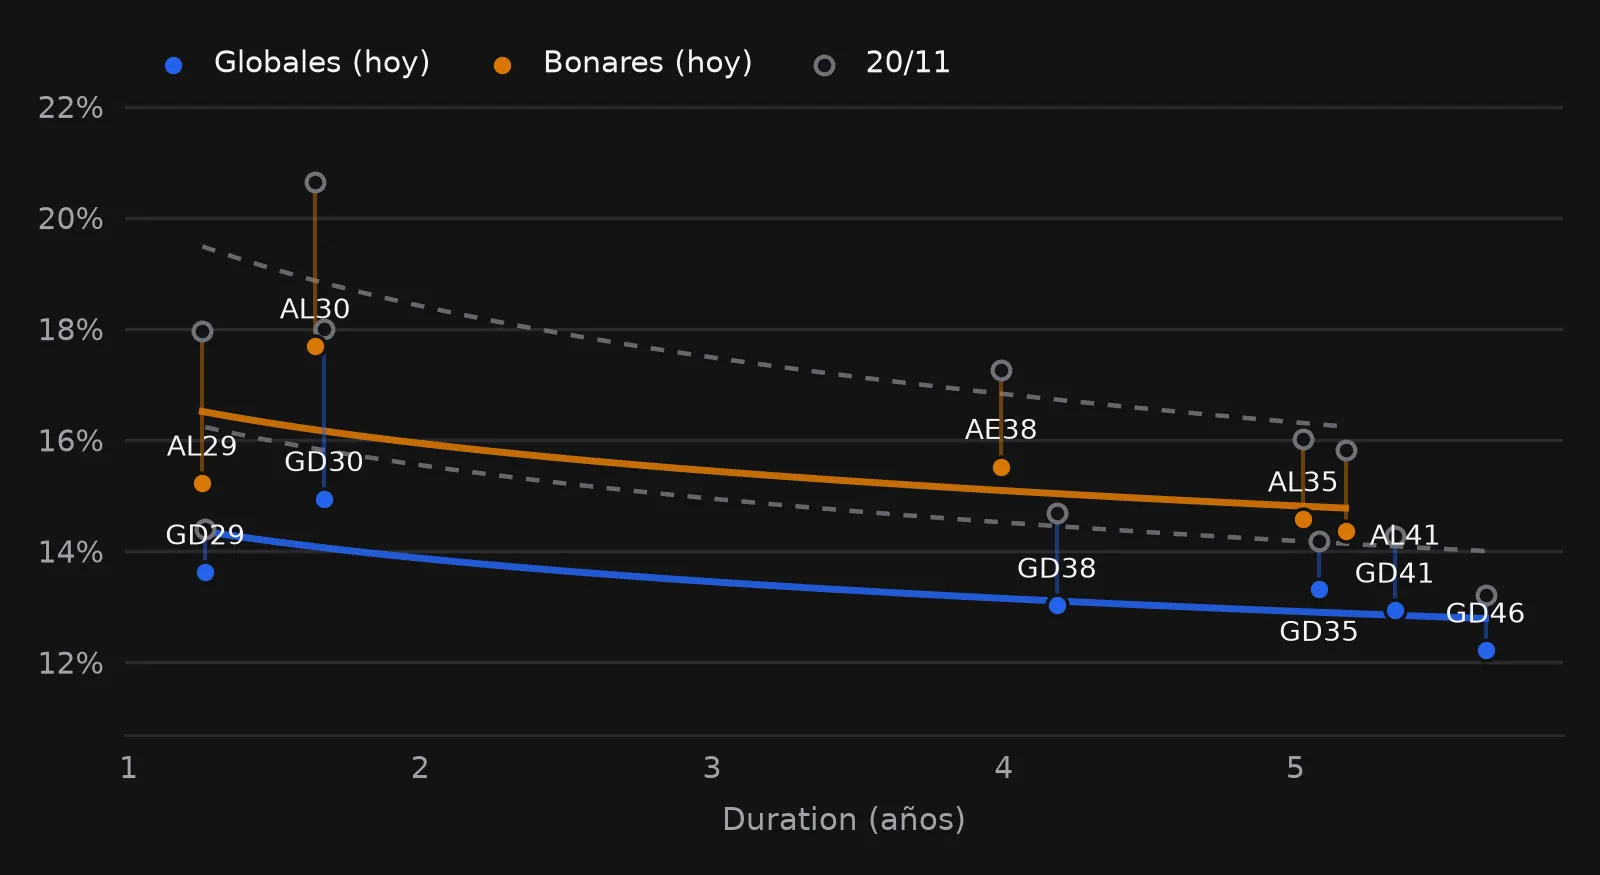 Globales (hoy) Bonares (hoy) 20/11
22%
20%
AL30
18%
16%
AE38
AL29
GD30
AL35
GD29
AL41
14%
GD38
GD41
GD46
GD35
12%
1 2 3 4 5
Duration (años)